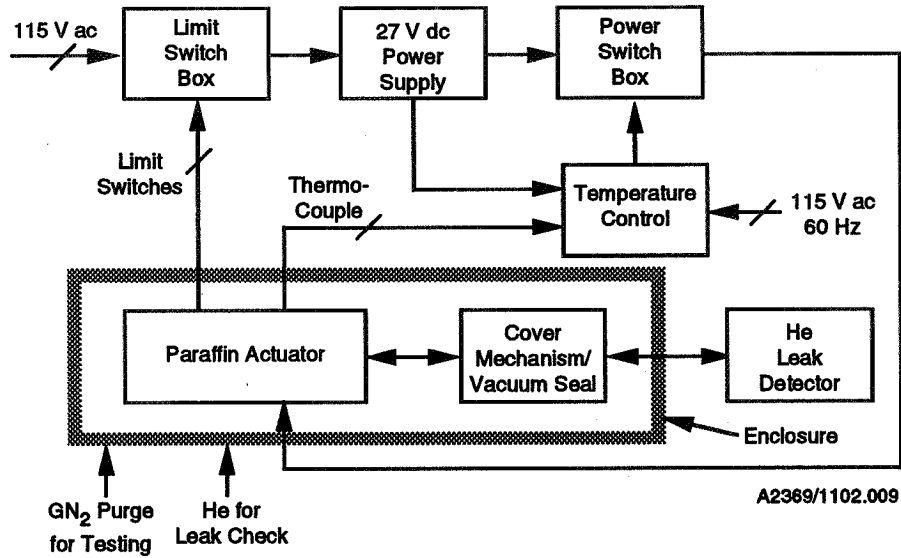 115 V ac
Limit
Switch
Box
27 V dc
Power
Supply
Power
Switch
Box
Limit
Switches
Thermo-
Couple
Temperature
Control
115 V ac
60 Hz
Paraffin Actuator
Cover
Mechanism/
Vacuum Seal
He
Leak
Detector
Enclosure
GN2 Purge
for Testing
He for
Leak Check
A2369/1102.009